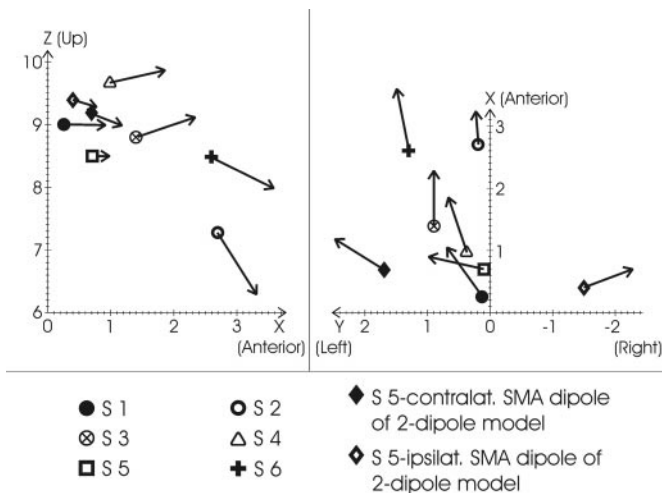 Z (Up)
10
9
8
7
6
0
1
2
3
X
(Anterior)
X (Anterior)
3
2
1
Y
2
1
0
-1
-2
(Left)
(Right)
S 1
S 2
S 3
S 4
S 5
S 6
S 5-contralat. SMA dipole
of 2-dipole model
S 5-ipsilat. SMA dipole of
2-dipole model